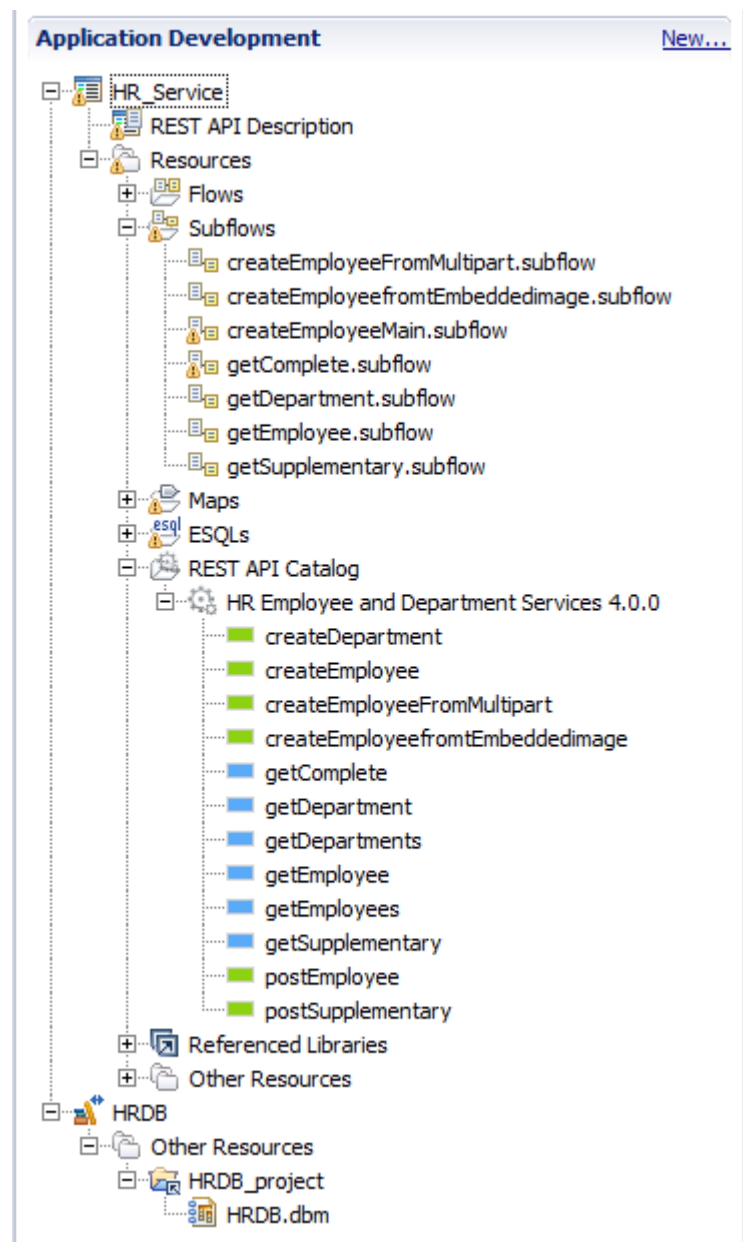 Application Development New...
HR_Service
REST API Description
Resources
Flows
Subflows
createEmployeeFromMultipart.subflow
createEmployeefromtEmbeddedimage.subflow
createEmployeeMain.subflow
getComplete.subflow
getDepartment.subflow
getEmployee.subflow
getSupplementary.subflow
Maps
esql ESQLs
REST API Catalog
HR Employee and Department Services 4.0.0
createDepartment
createEmployee
createEmployeeFromMultipart
createEmployeefromtEmbeddedimage
getComplete
getDepartment
getDepartments
getEmployee
getEmployees
getSupplementary
postEmployee
postSupplementary
Referenced Libraries
Other Resources
HRDB
Other Resources
HRDB_project
HRDB.dbm